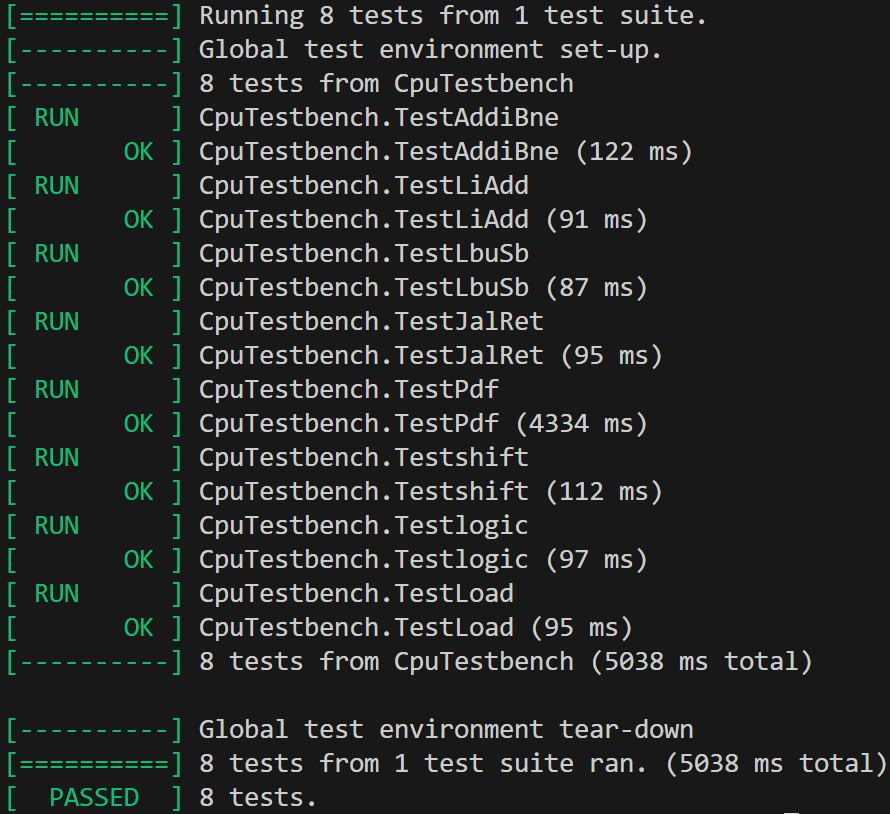 [==========] Running 8 tests from 1 test suite.
[----------] Global test environment set-up.
[----------] 8 tests from CpuTestbench
[ RUN      ] CpuTestbench.TestAddiBne
[       OK ] CpuTestbench.TestAddiBne (122 ms)
[ RUN      ] CpuTestbench.TestLiAdd
[       OK ] CpuTestbench.TestLiAdd (91 ms)
[ RUN      ] CpuTestbench.TestLbuSb
[       OK ] CpuTestbench.TestLbuSb (87 ms)
[ RUN      ] CpuTestbench.TestJalRet
[       OK ] CpuTestbench.TestJalRet (95 ms)
[ RUN      ] CpuTestbench.TestPdf
[       OK ] CpuTestbench.TestPdf (4334 ms)
[ RUN      ] CpuTestbench.Testshift
[       OK ] CpuTestbench.Testshift (112 ms)
[ RUN      ] CpuTestbench.Testlogic
[       OK ] CpuTestbench.Testlogic (97 ms)
[ RUN      ] CpuTestbench.TestLoad
[       OK ] CpuTestbench.TestLoad (95 ms)
[----------] 8 tests from CpuTestbench (5038 ms total)

[----------] Global test environment tear-down
[==========] 8 tests from 1 test suite ran. (5038 ms total)
[  PASSED  ] 8 tests.